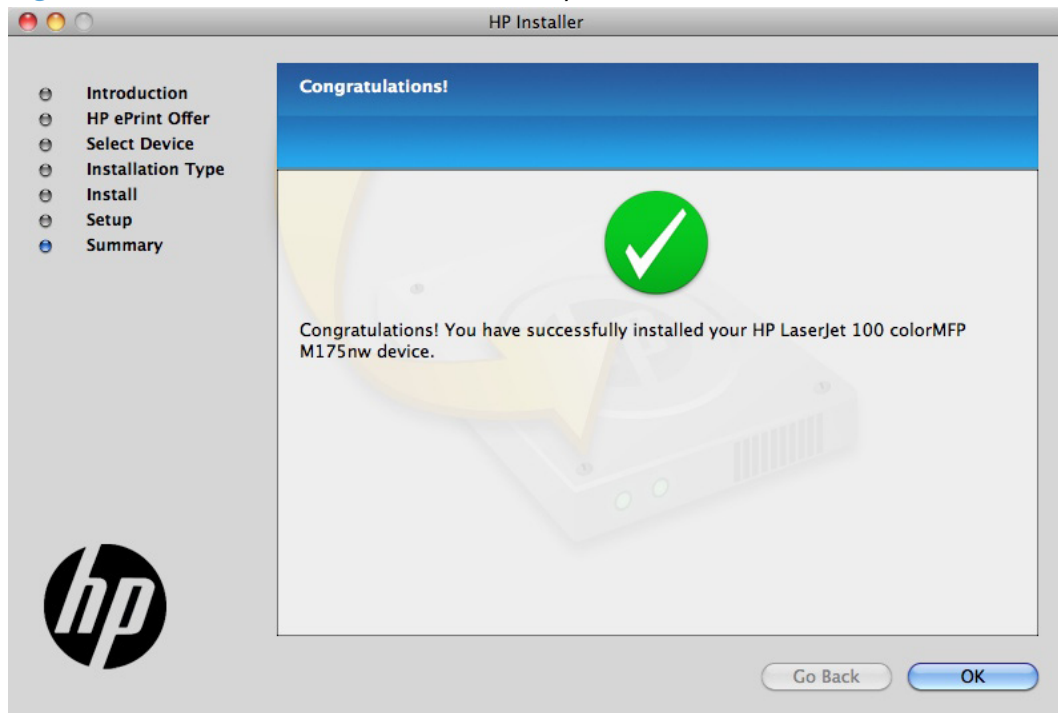 HP Installer
Introduction
HP ePrint Offer
Select Device
Installation Type
Install
Setup
Summary
Congratulations!
Congratulations! You have successfully installed your HP LaserJet 100 colorMFP
M175nw device.
hp
Go Back
OK